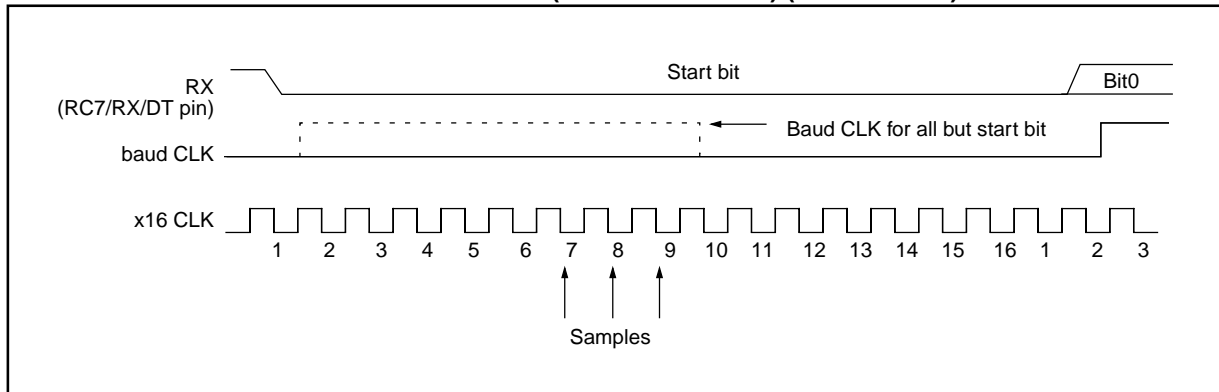 Start bit
Bit0
RX
(RC7/RX/DT pin)
Baud CLK for all but start bit
baud CLK
x16 CLK
1 2 3 4 5 6 7 8 9 10 11 12 13 14 15 16 1 2 3
Samples